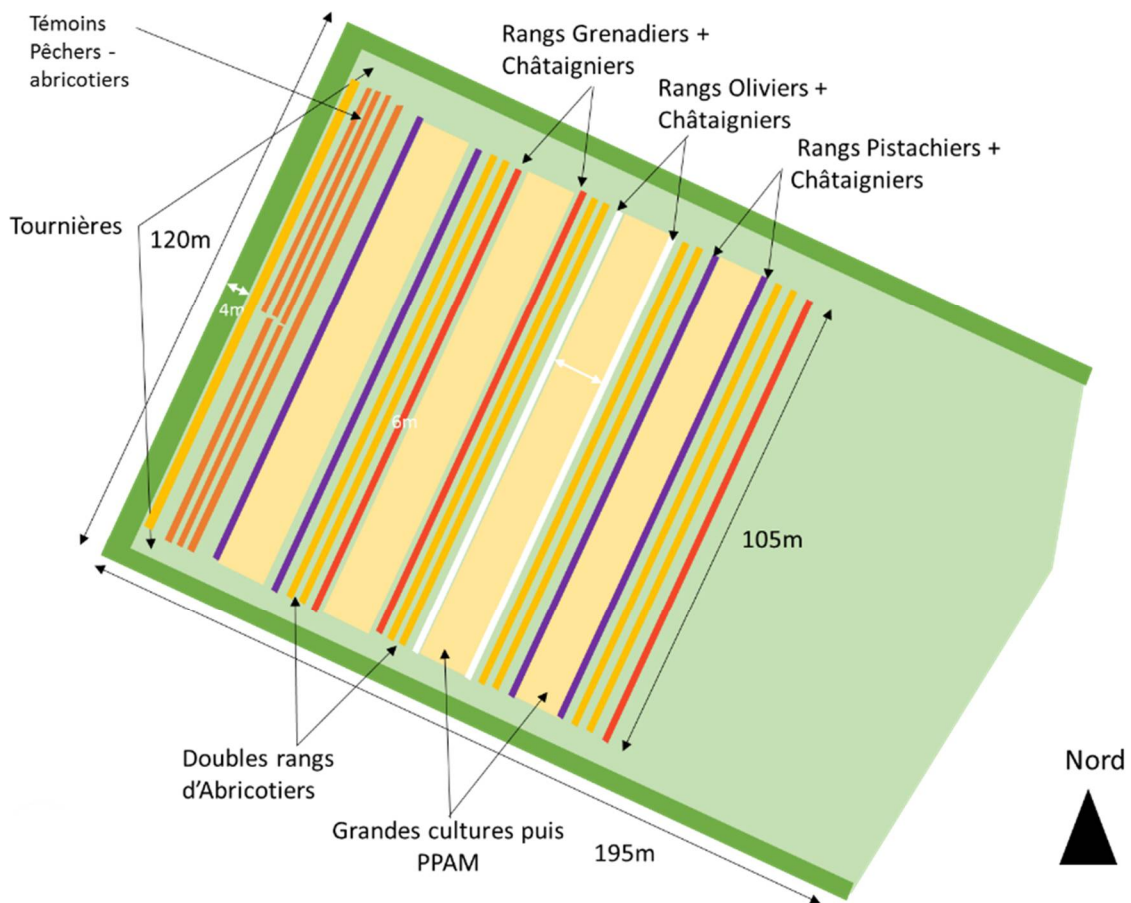 Témoins
Pêchers -
abricotiers
Rangs Grenadiers +
Châtaigniers
Rangs Oliviers +
Châtaigniers
Rangs Pistachiers +
Châtaigniers
Tournières
120m
4m
6m
105m
Doubles rangs
d'Abricotiers
Grandes cultures puis
PPAM
195m
Nord